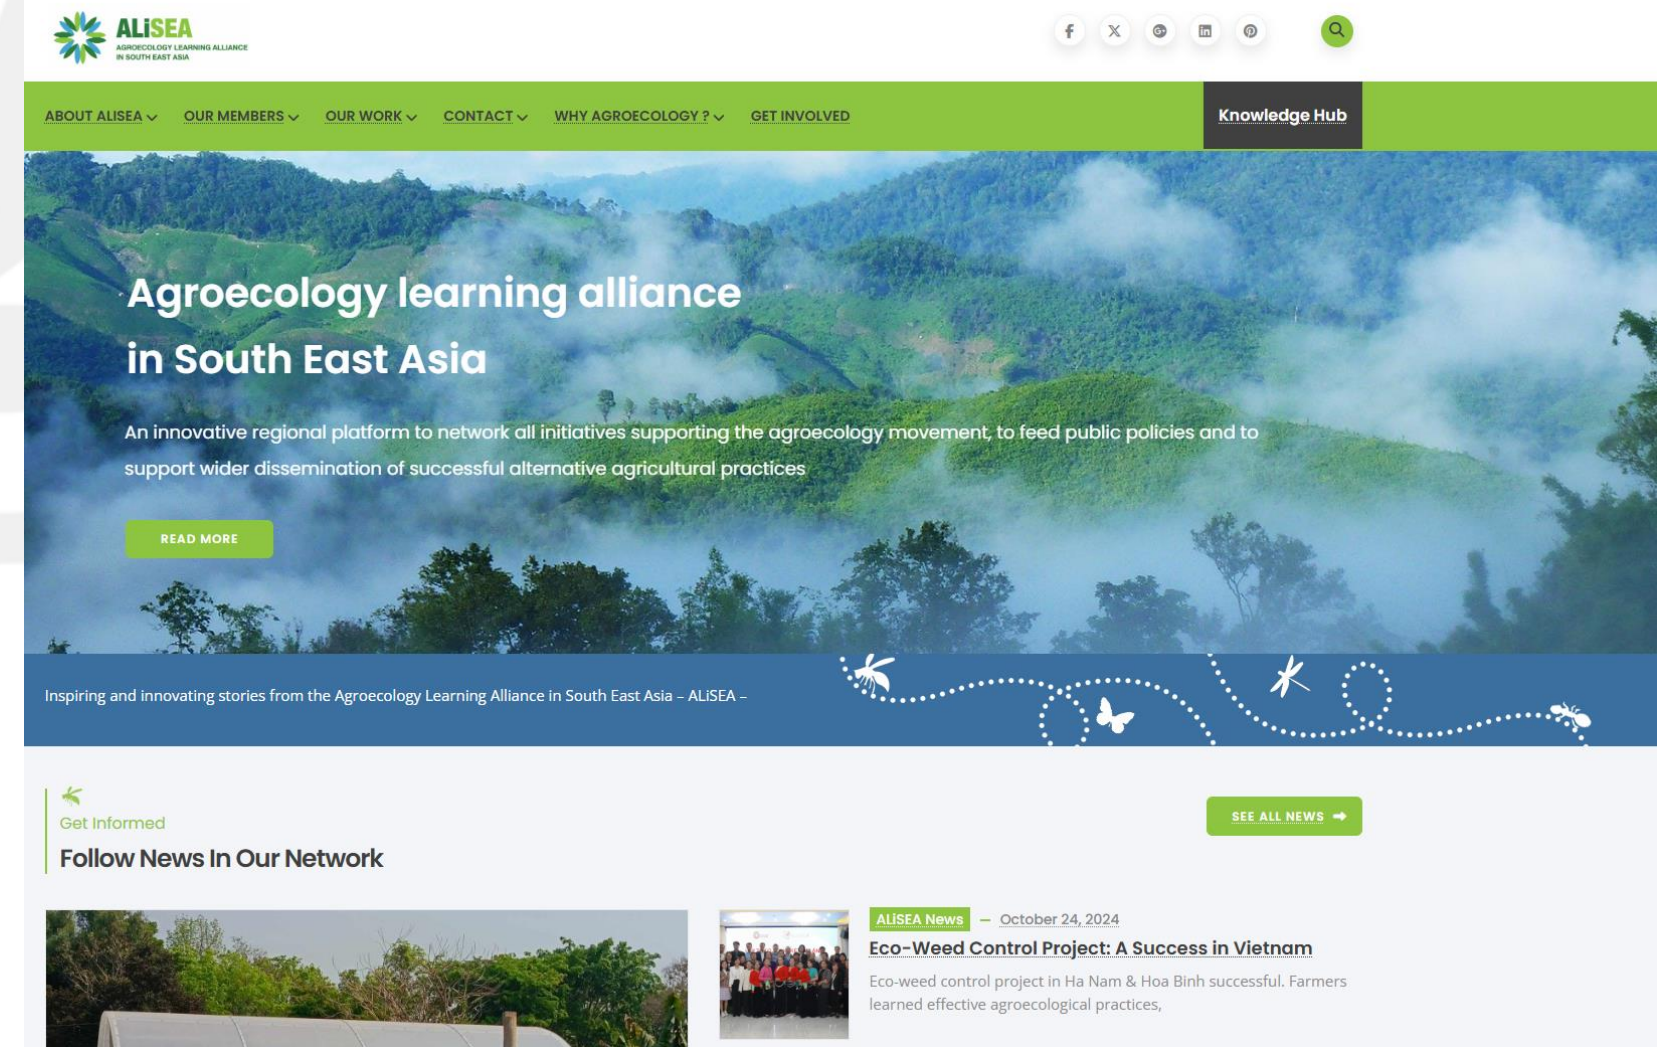 ALiSEA
AGROECOLOGY LEARNING ALLIANCE
IN SOUTH EAST ASIA
ABOUT ALISEA
OUR MEMBERS
OUR WORK
CONTACT
WHY AGROECOLOGY ?
GET INVOLVED
Knowledge Hub
Agroecology learning alliance
in South East Asia
An innovative regional platform to network all initiatives supporting the agroecology movement, to feed public policies and to
support wider dissemination of successful alternative agricultural practices
READ MORE
Inspiring and innovating stories from the Agroecology Learning Alliance in South East Asia – ALiSEA –
Get Informed
Follow News In Our Network
SEE ALL NEWS
ALiSEA News – October 24, 2024
Eco-Weed Control Project: A Success in Vietnam
Eco-weed control project in Ha Nam & Hoa Binh successful. Farmers
learned effective agroecological practices,